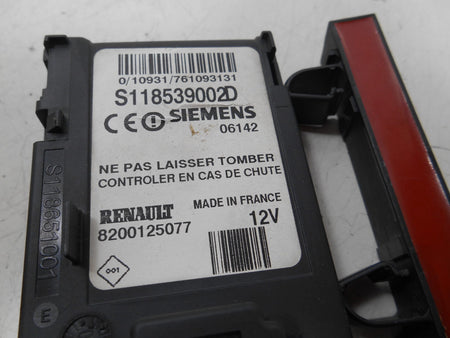 0/10931/761093131
S118539002D
CE SIEMENS
06142
NE PAS LAISSER TOMBER
CONTROLER EN CAS DE CHUTE
RENAULT MADE IN FRANCE
8200125077 12V
001
S118651001 E